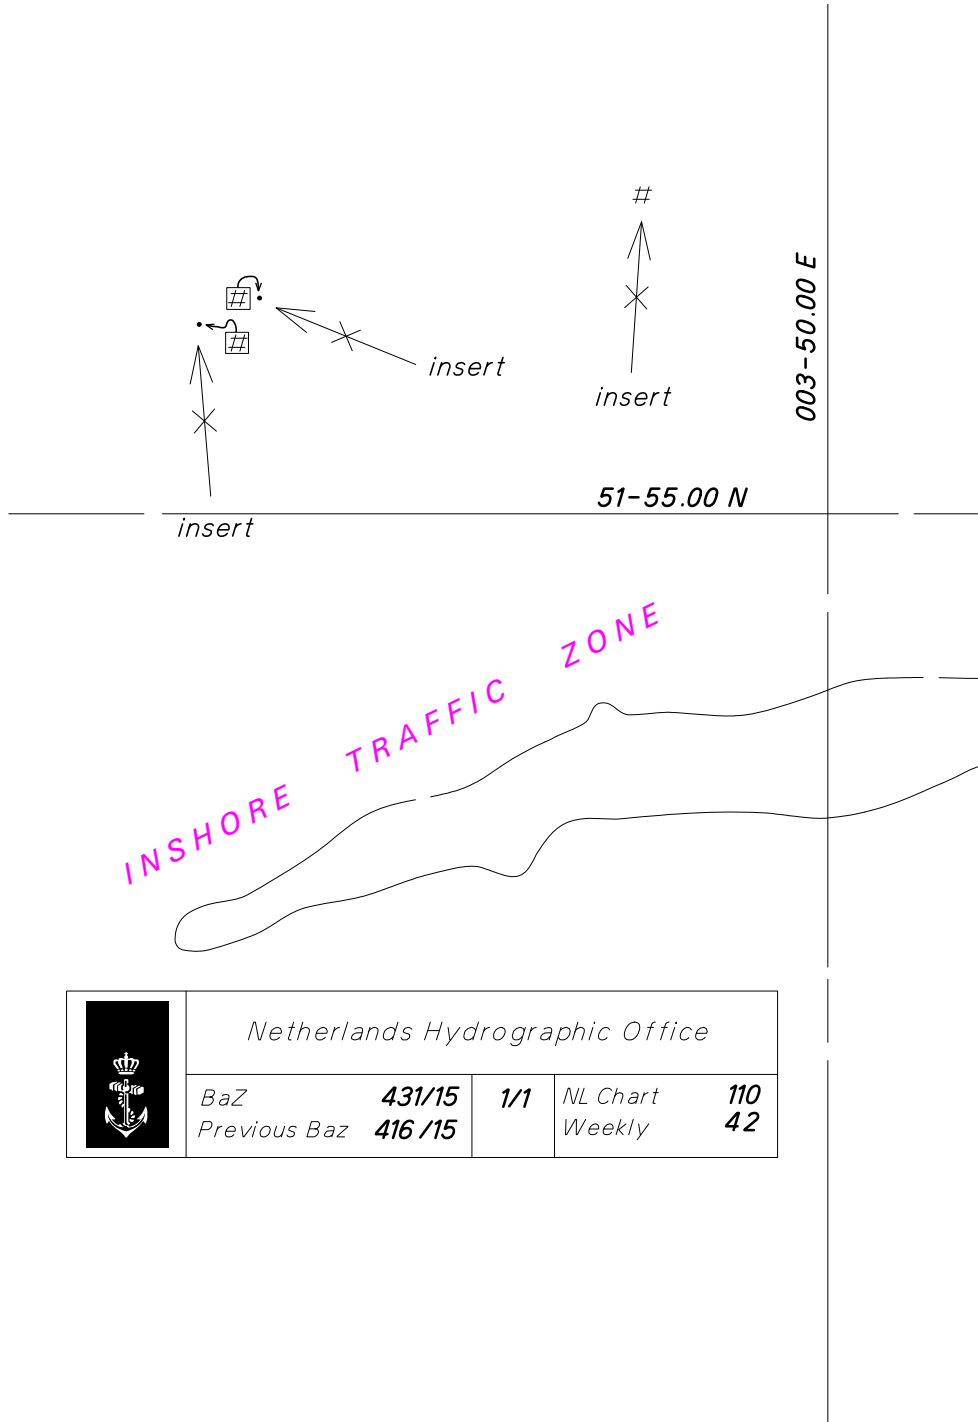 #
003-50.00 E
#
#
insert
insert
51-55.00 N
insert
INSHORE TRAFFIC ZONE
Netherlands Hydrographic Office
BaZ 431/15 1/1 NL Chart 110
Previous Baz 416 /15 Weekly 42